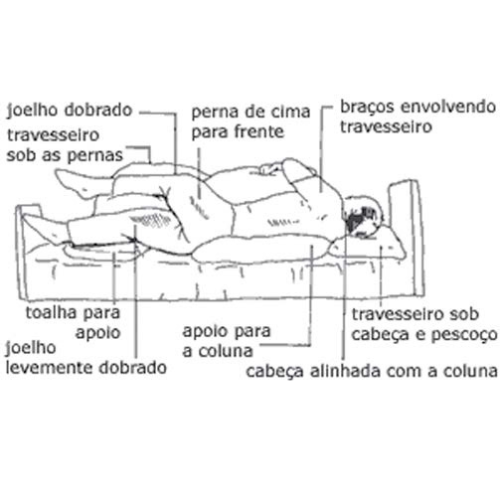 joelho dobrado
travesseiro
sob as pernas
perna de cima
para frente
braços envolvendo
travesseiro
toalha para
apoio
joelho
levemente dobrado
apoio para
a coluna
travesseiro sob
cabeça e pescoço
cabeça alinhada com a coluna